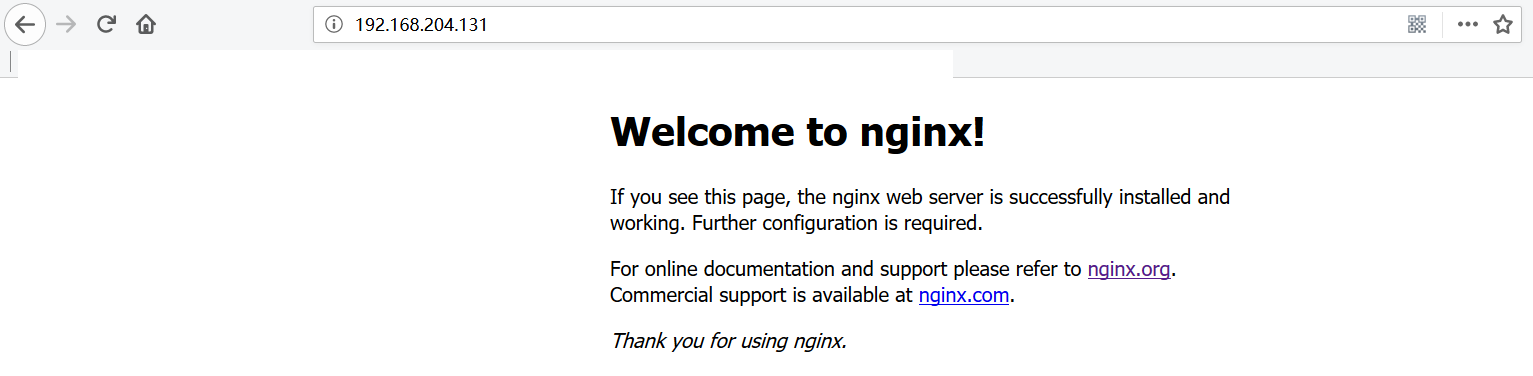 192.168.204.131
Welcome to nginx!
If you see this page, the nginx web server is successfully installed and
working. Further configuration is required.
For online documentation and support please refer to nginx.org.
Commercial support is available at nginx.com.
Thank you for using nginx.